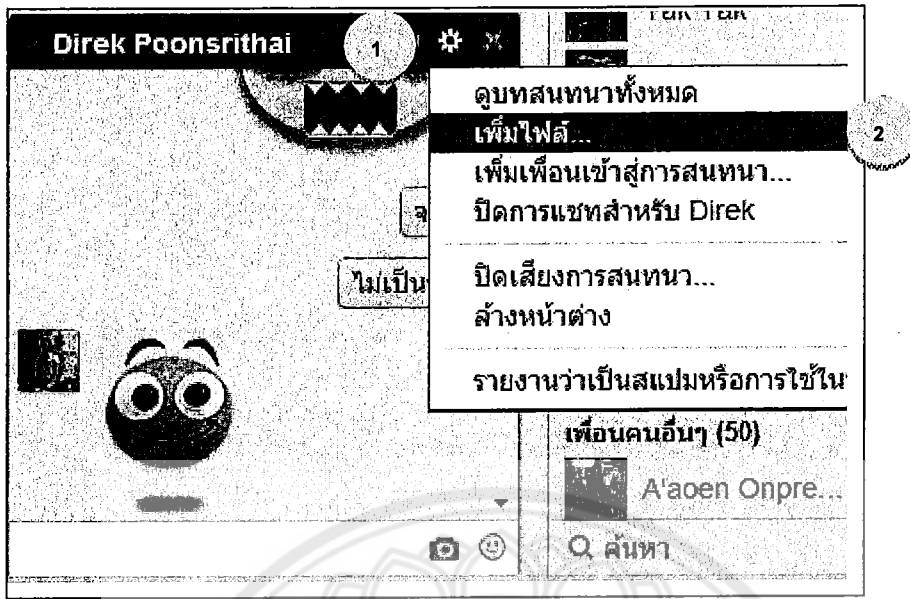 Direek Poonsrithai
1
ดูบทสนทนาทั้งหมด
เพิ่มไฟล์...
2
เพิ่มเพื่อนเข้าสู่การสนทนา...
ปิดการแชทสำหรับ Direk
ไม่เป็น
ปิดเสียงการสนทนา...
ล้างหน้าต่าง
รายงานว่าเป็นสแปมหรือการใช้ใน
เพื่อนคนอื่นๆ (50)
A'aoen Onpre...
ค้นหา